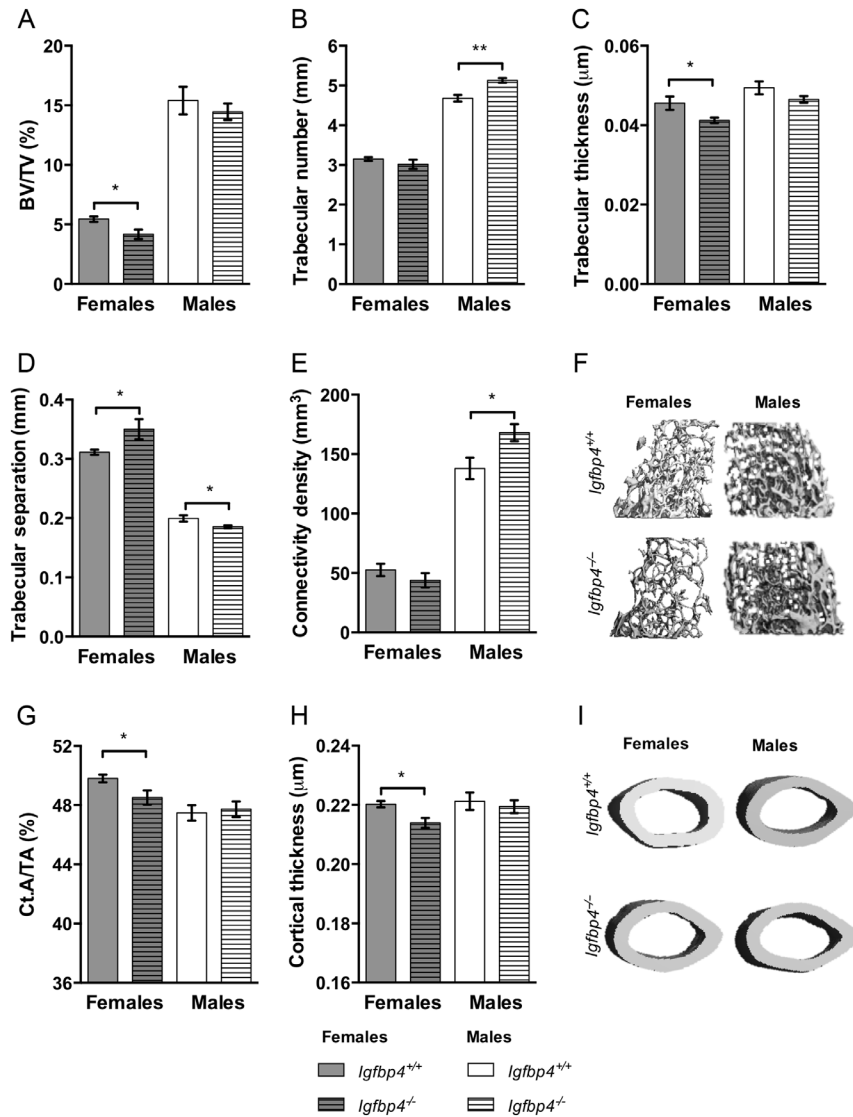 A
BV/TV (%)
20
15
10
5
0
*
Females Males
B
Trabecular number (mm)
6
5
4
3
2
1
0
**
Females Males
C
Trabecular thickness (μm)
0.06
0.04
0.02
0.00
*
Females Males
D
Trabecular separation (mm)
0.4
0.3
0.2
0.1
0.0
*
*
Females Males
E
Connectivity density (mm³)
200
150
100
50
0
*
Females Males
F
Females Males
Igfbp4+/+
Igfbp4-/-
G
Ct.A/TA (%)
52
48
44
40
36
*
Females Males
H
Cortical thickness (μm)
0.24
0.22
0.20
0.18
0.16
*
Females Males
I
Females Males
Igfbp4+/+
Igfbp4-/-
Females Males
Igfbp4+/+ Igfbp4+/+
Igfbp4-/- Igfbp4-/-